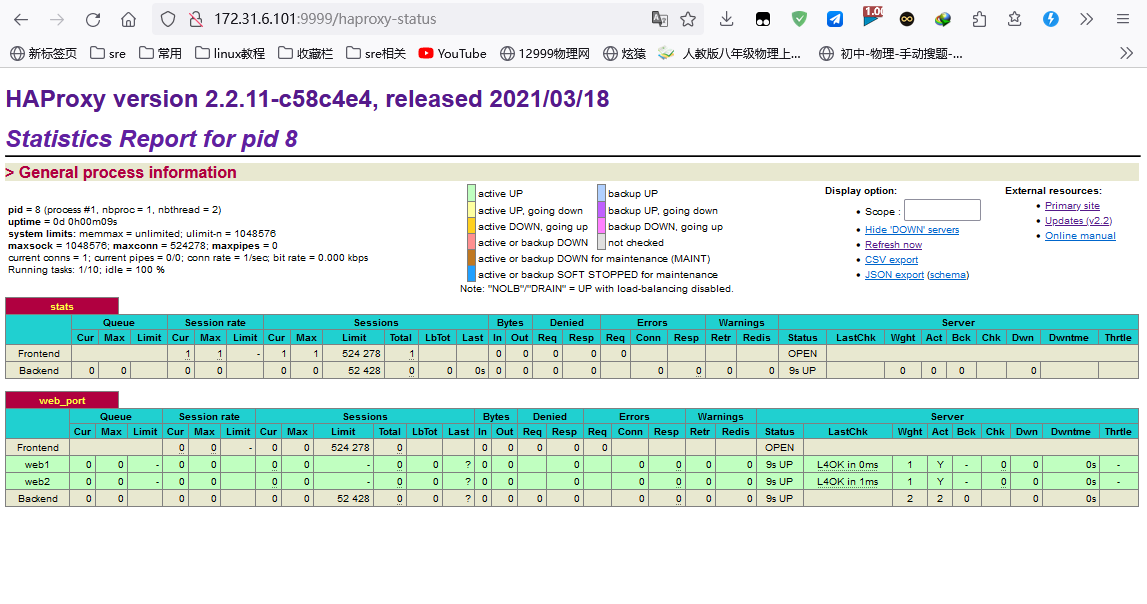 172.31.6.101:9999/haproxy-status
1.00
新标签页 sre 常用 linux教程 收藏栏 sre相关 YouTube 12999物理网 炫猿 人教版八年级物理上... 初中-物理-手动搜题-...
HAProxy version 2.2.11-c58c4e4, released 2021/03/18
Statistics Report for pid 8
> General process information
pid = 8 (process #1, nbproc = 1, nbthread = 2)
uptime = 0d 0h00m09s
system limits: memmax = unlimited; ulimit-n = 1048576
maxsock = 1048576; maxconn = 524278; maxpipes = 0
current conns = 1; current pipes = 0/0; conn rate = 1/sec; bit rate = 0.000 kbps
Running tasks: 1/10; idle = 100 %
active UP backup UP
active UP, going down backup UP, going down
active DOWN, going up backup DOWN, going up
active or backup DOWN not checked
active or backup DOWN for maintenance (MAINT)
active or backup SOFT STOPPED for maintenance
Note: "NOLB"/"DRAIN" = UP with load-balancing disabled.
Display option:
Scope :
Hide 'DOWN' servers
Refresh now
CSV export
JSON export (schema)
External resources:
Primary site
Updates (v2.2)
Online manual
stats
Queue Session rate Sessions Bytes Denied Errors Warnings Server
Cur Max Limit Cur Max Limit Cur Max Limit Total LbTot Last In Out Req Resp Req Conn Resp Retr Redis Status LastChk Wght Act Bck Chk Dwn Dwntme Thrtle
Frontend 1 1 - 1 1 524 278 1 0 0 0 0 0 OPEN
Backend 0 0 0 0 0 0 52 428 0 0 0s 0 0 0 0 0 0 0 0 9s UP 0 0 0 0
web_port
Queue Session rate Sessions Bytes Denied Errors Warnings Server
Cur Max Limit Cur Max Limit Cur Max Limit Total LbTot Last In Out Req Resp Req Conn Resp Retr Redis Status LastChk Wght Act Bck Chk Dwn Dwntme Thrtle
Frontend 0 0 - 0 0 524 278 0 0 0 0 0 0 OPEN
web1 0 0 - 0 0 0 0 - 0 0 ? 0 0 0 0 0 0 0 9s UP L4OK in 0ms 1 Y - 0 0 0s -
web2 0 0 - 0 0 0 0 - 0 0 ? 0 0 0 0 0 0 0 9s UP L4OK in 1ms 1 Y - 0 0 0s -
Backend 0 0 0 0 0 0 52 428 0 0 ? 0 0 0 0 0 0 0 0 9s UP 2 2 0 0 0s